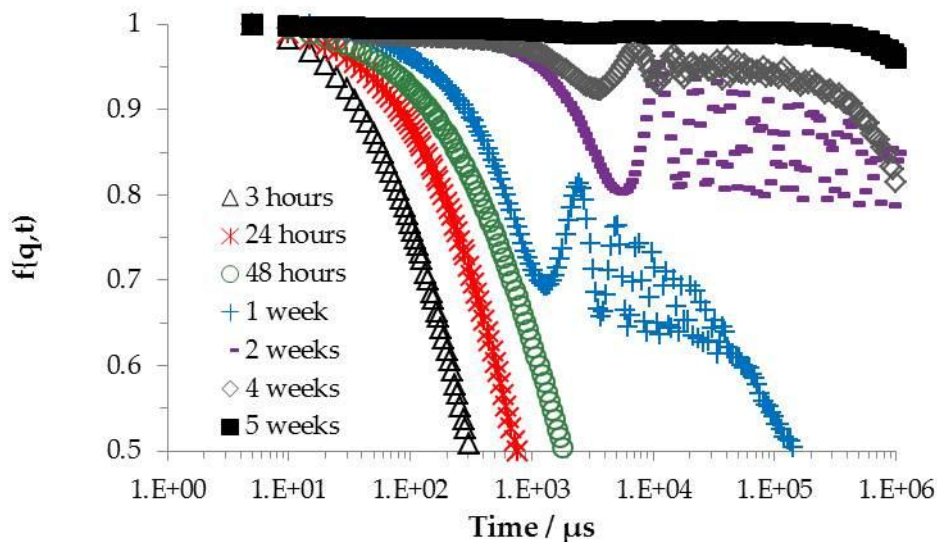 1
0.9
0.8
0.7
0.6
0.5
f{q,t)
3 hours
24 hours
48 hours
1 week
2 weeks
4 weeks
5 weeks
1.E+00 1.E+01 1.E+02 1.E+03 1.E+04 1.E+05 1.E+06
Time / μs